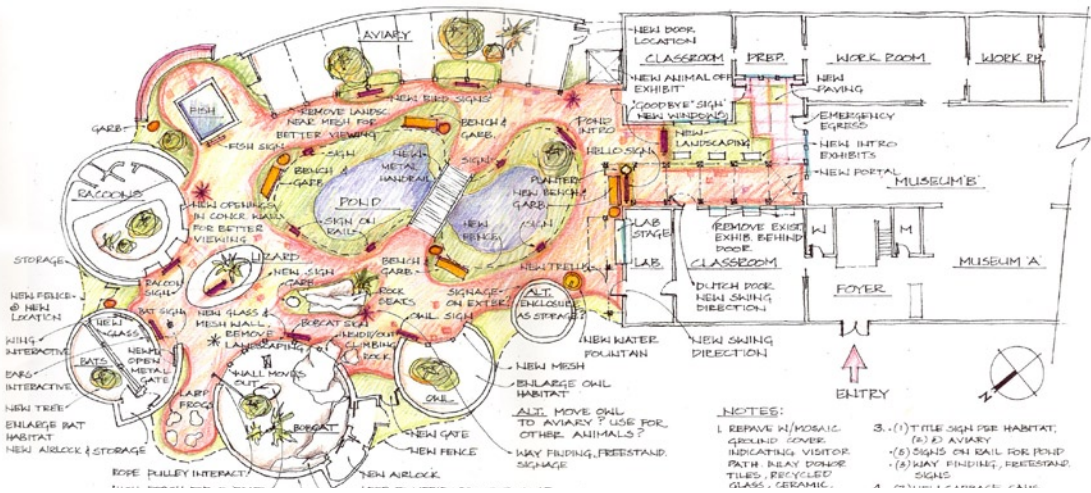 AVIARY
NEW DOOR
LOCATION
CLASSROOM
PREP.
WORK ROOM
WORK RM
NEW ANIMAL OFF
EXHIBIT
"GOODBYE" SIGN
NEW WINDOWS
NEW
PAVING
EMERGENCY
EGRESS
NEW INTRO
EXHIBITS
NEW PORTAL
MUSEUM 'B'
NEW BIRD SIGNS
FISH
REMOVE LANDSC.
NEAR MESH FOR
BETTER VIEWING
BENCH &
GARB.
POND
INTRO
HELLO SIGN
NEW
LANDSCAPING
GARB.
FISH SIGN
SIGN
NEW
METAL
HANDRAIL
SIGN
BENCH &
GARB
PLANTER
NEW BENCH
GARB.
RACOONS
POND
NEW OPENINGS
IN CONCR. WALL
FOR BETTER
VIEWING
SIGN ON
RAIL
NEW
FENCE
SIGN
LAB
STAGE
LAB
REMOVE EXIST.
EXHIB. BEHIND
DOOR
CLASSROOM
W
M
MUSEUM 'A'
STORAGE
LIZARD
RACOON
SIGN
NEW SIGN
GARB.
ROCK
SEATS
BENCH
GARB.
SIGNAGE
ON EXTER.
NEW TRELLIS
ALT.
ENCLOSURE
AS STORAGE?
DUTCH DOOR
NEW SWING
DIRECTION
FOYER
NEW FENCE
@ NEW
LOCATION
BAT SIGN
NEW GLASS &
MESH WALL,
REMOVE
LANDSCAPING
BOBCAT SIGN
INSIDE/OUT
CLIMBING
ROCK
OWL SIGN
NEW
GLASS
WING
INTERACTIVE
BATS
NEW
OPEN
METAL
GATE
EARS
INTERACTIVE
NEW TREE
ENLARGE BAT
HABITAT
NEW AIRLOCK & STORAGE
LEAP
FROGS
WALL MOVES
OUT
BOBCAT
OWL
NEW WATER
FOUNTAIN
NEW SWING
DIRECTION
NEW MESH
ENLARGE OWL
HABITAT
ALT. MOVE OWL
TO AVIARY? USE FOR
OTHER ANIMALS?
NEW GATE
NEW FENCE
WAY FINDING, FREESTAND.
SIGNAGE
ROPE PULLEY INTERACT.
NEW AIRLOCK
ENTRY
N
NOTES:
1. REPAVE W/MOSAIC
GROUND COVER
INDICATING VISITOR
PATH. INLAY DONOR
TILES, RECYCLED
GLASS, CERAMIC,
3. (1) TITLE SIGN PER HABITAT,
(2) @ AVIARY
(5) SIGNS ON RAIL FOR POND
(3) WAY FINDING, FREESTAND.
SIGNS